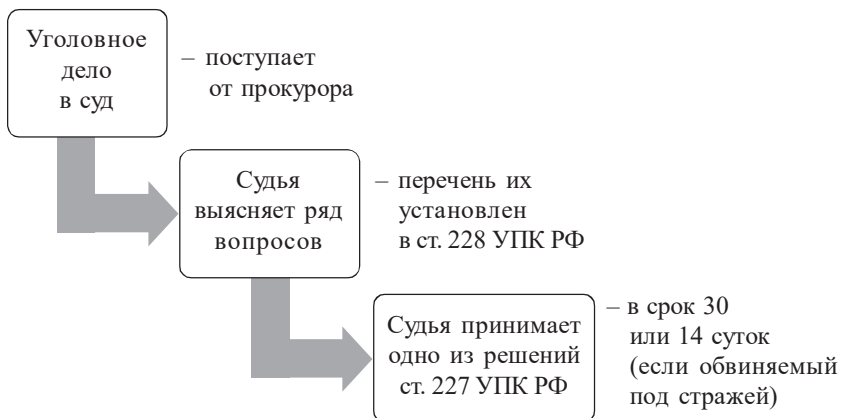 Уголовное
дело
в суд
– поступает
от прокурора
Судья
выясняет ряд
вопросов
– перечень их
установлен
в ст. 228 УПК РФ
Судья принимает
одно из решений
ст. 227 УПК РФ
– в срок 30
или 14 суток
(если обвиняемый
под стражей)